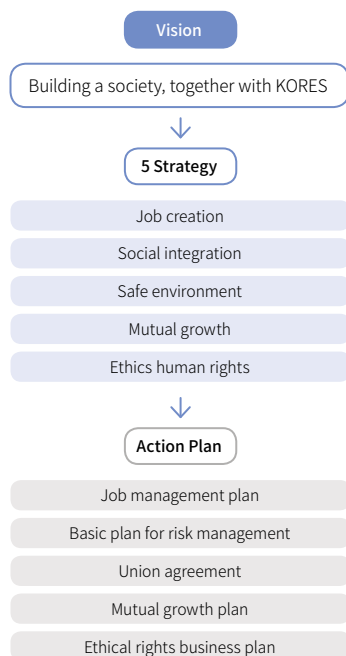 Vision
Building a society, together with KORES
5 Strategy
Job creation
Social integration
Safe environment
Mutual growth
Ethics human rights
Action Plan
Job management plan
Basic plan for risk management
Union agreement
Mutual growth plan
Ethical rights business plan